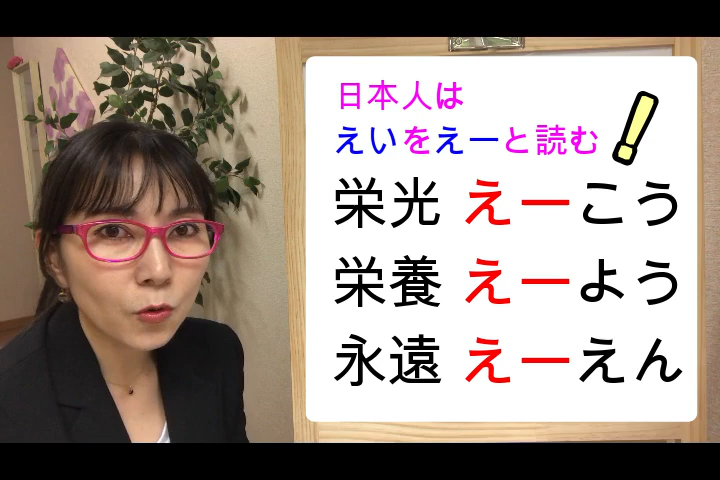 日本人は
えいをえーと読む
栄光 えーこう
栄養 えーよう
永遠 えーえん